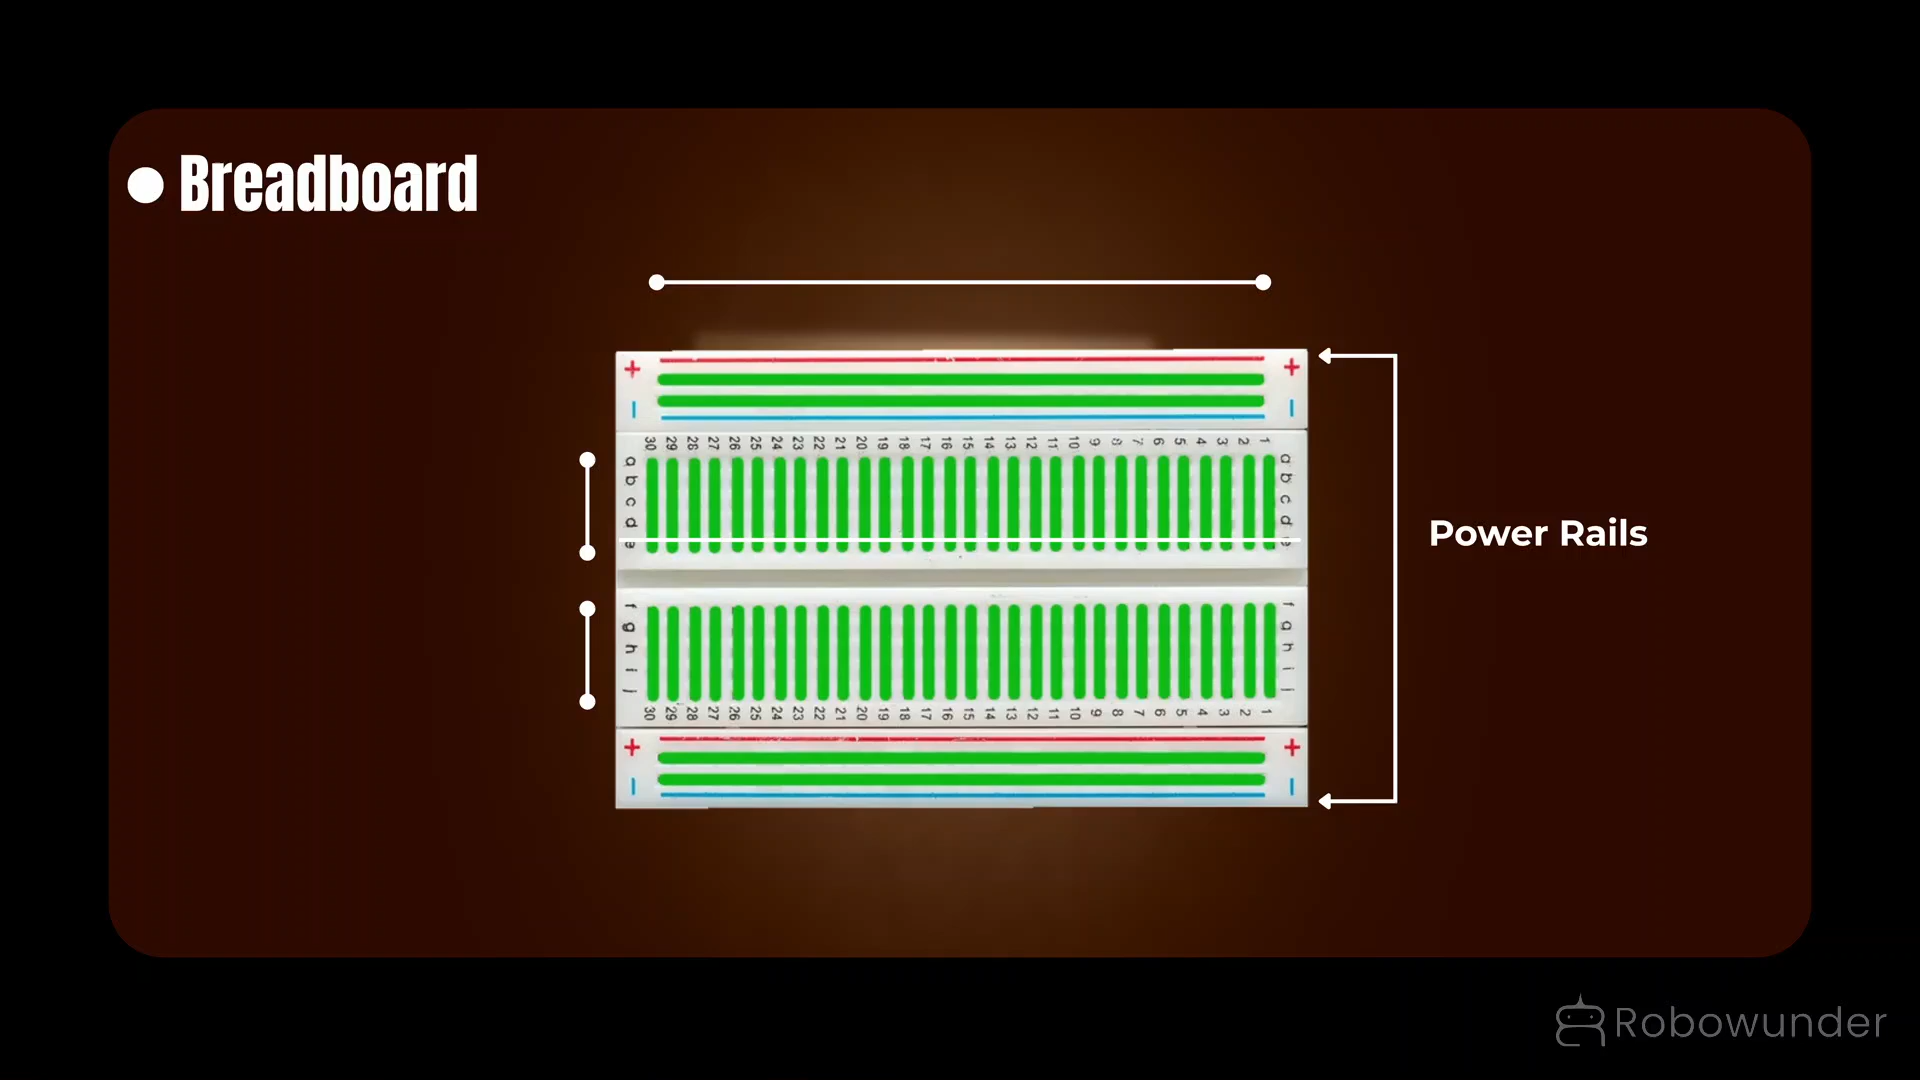 Breadboard
+ +
– –
30 29 28 27 26 25 24 23 22 21 20 19 18 17 16 15 14 13 12 11 10 9 8 7 6 5 4 3 2 1
a a
b b
c c
d d
e e
Power Rails
f f
g g
h h
i i
j j
30 29 28 27 26 25 24 23 22 21 20 19 18 17 16 15 14 13 12 11 10 9 8 7 6 5 4 3 2 1
+ +
– –
Robowunder